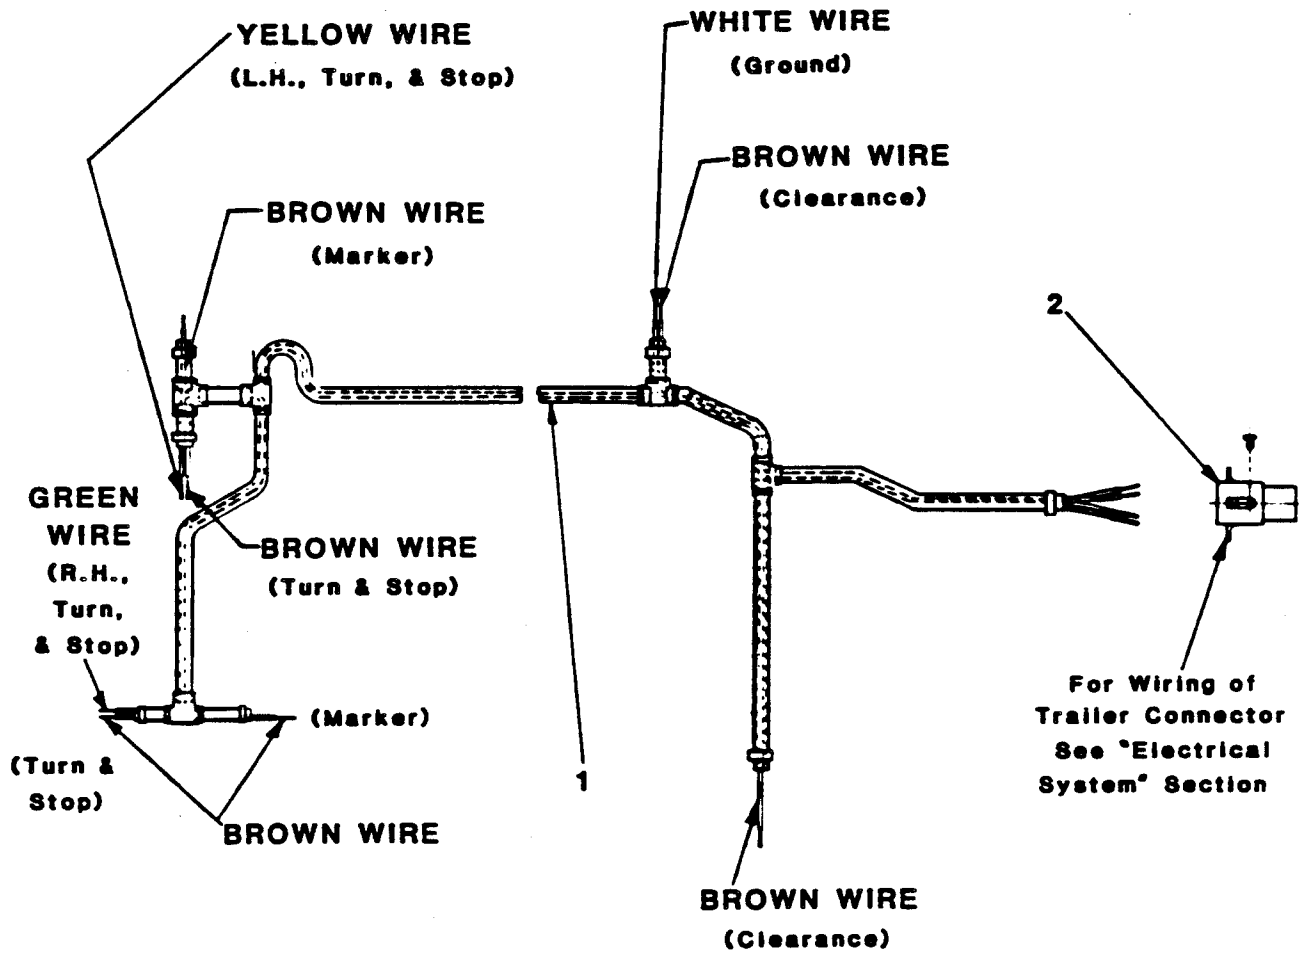 YELLOW WIRE
(L.H., Turn, & Stop)
WHITE WIRE
(Ground)
BROWN WIRE
(Clearance)
BROWN WIRE
(Marker)
2
GREEN
WIRE
(R.H.,
Turn,
& Stop)
BROWN WIRE
(Turn & Stop)
(Marker)
(Turn &
Stop)
BROWN WIRE
1
For Wiring of
Trailer Connector
See "Electrical
System" Section
BROWN WIRE
(Clearance)